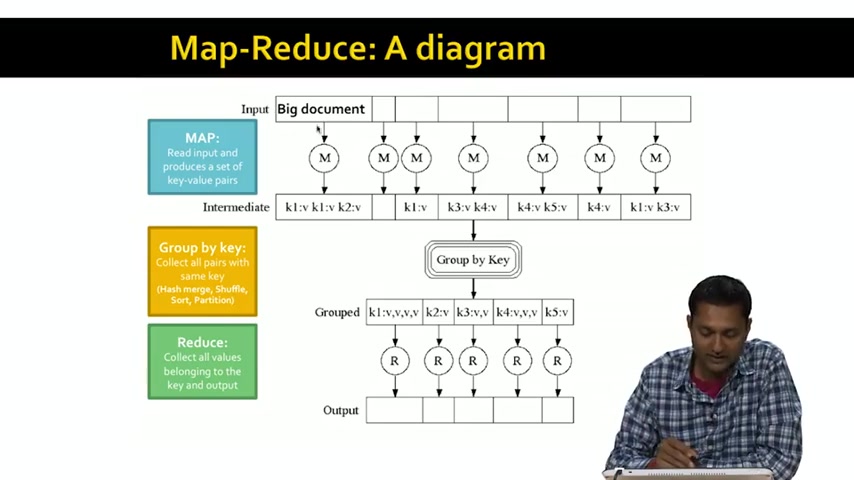 Map-Reduce: A diagram
Input
Big document
MAP:
Read input and
produces a set of
key-value pairs
M M M M M M M
Intermediate
k1:v k1:v k2:v
k1:v
k3:v k4:v
k4:v k5:v
k4:v
k1:v k3:v
Group by key:
Collect all pairs with
same key
(Hash merge, Shuffle,
Sort, Partition)
Group by Key
Grouped
k1:v,v,v,v
k2:v
k3:v,v
k4:v,v,v
k5:v
Reduce:
Collect all values
belonging to the
key and output
R R R R R
Output